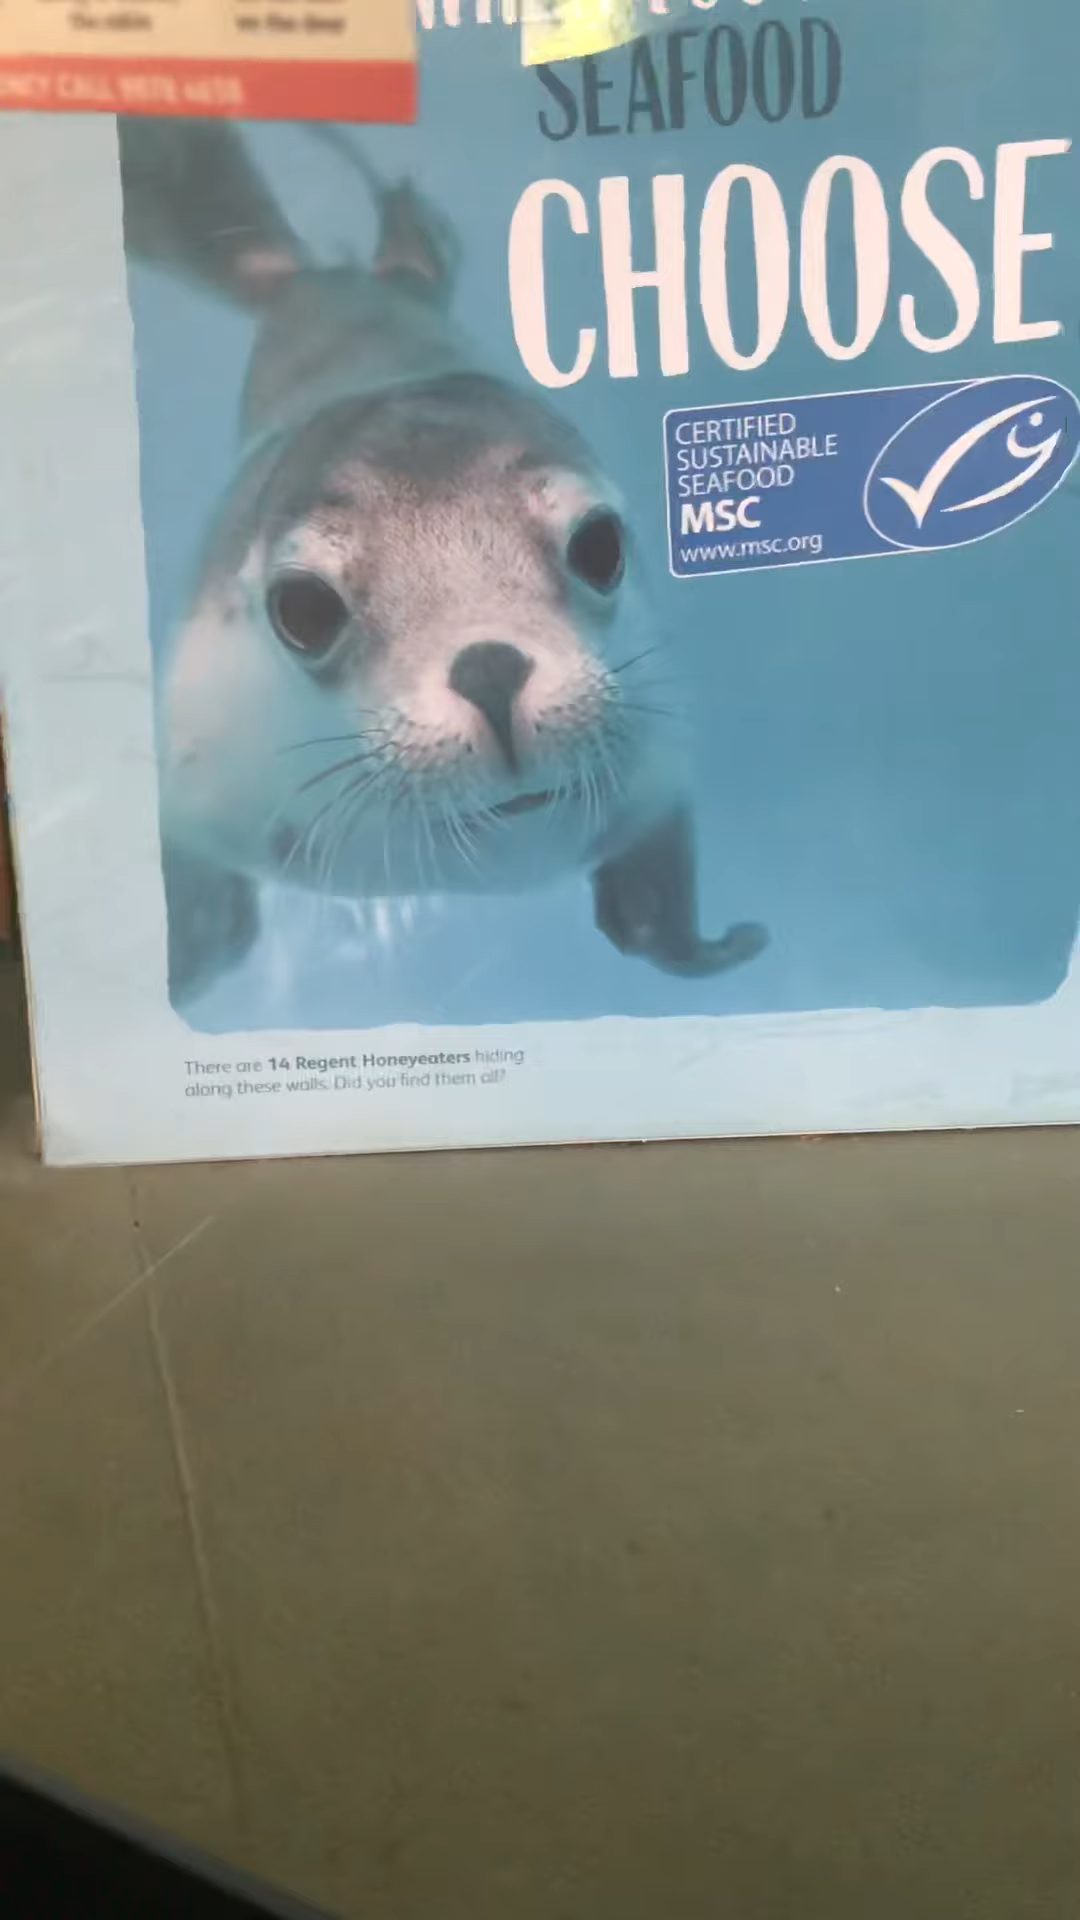 SEAFOOD
CHOOSE
CERTIFIED
SUSTAINABLE
SEAFOOD
MSC
www.msc.org
There are 14 Regent Honeyeaters hiding
along these walls. Did you find them all?